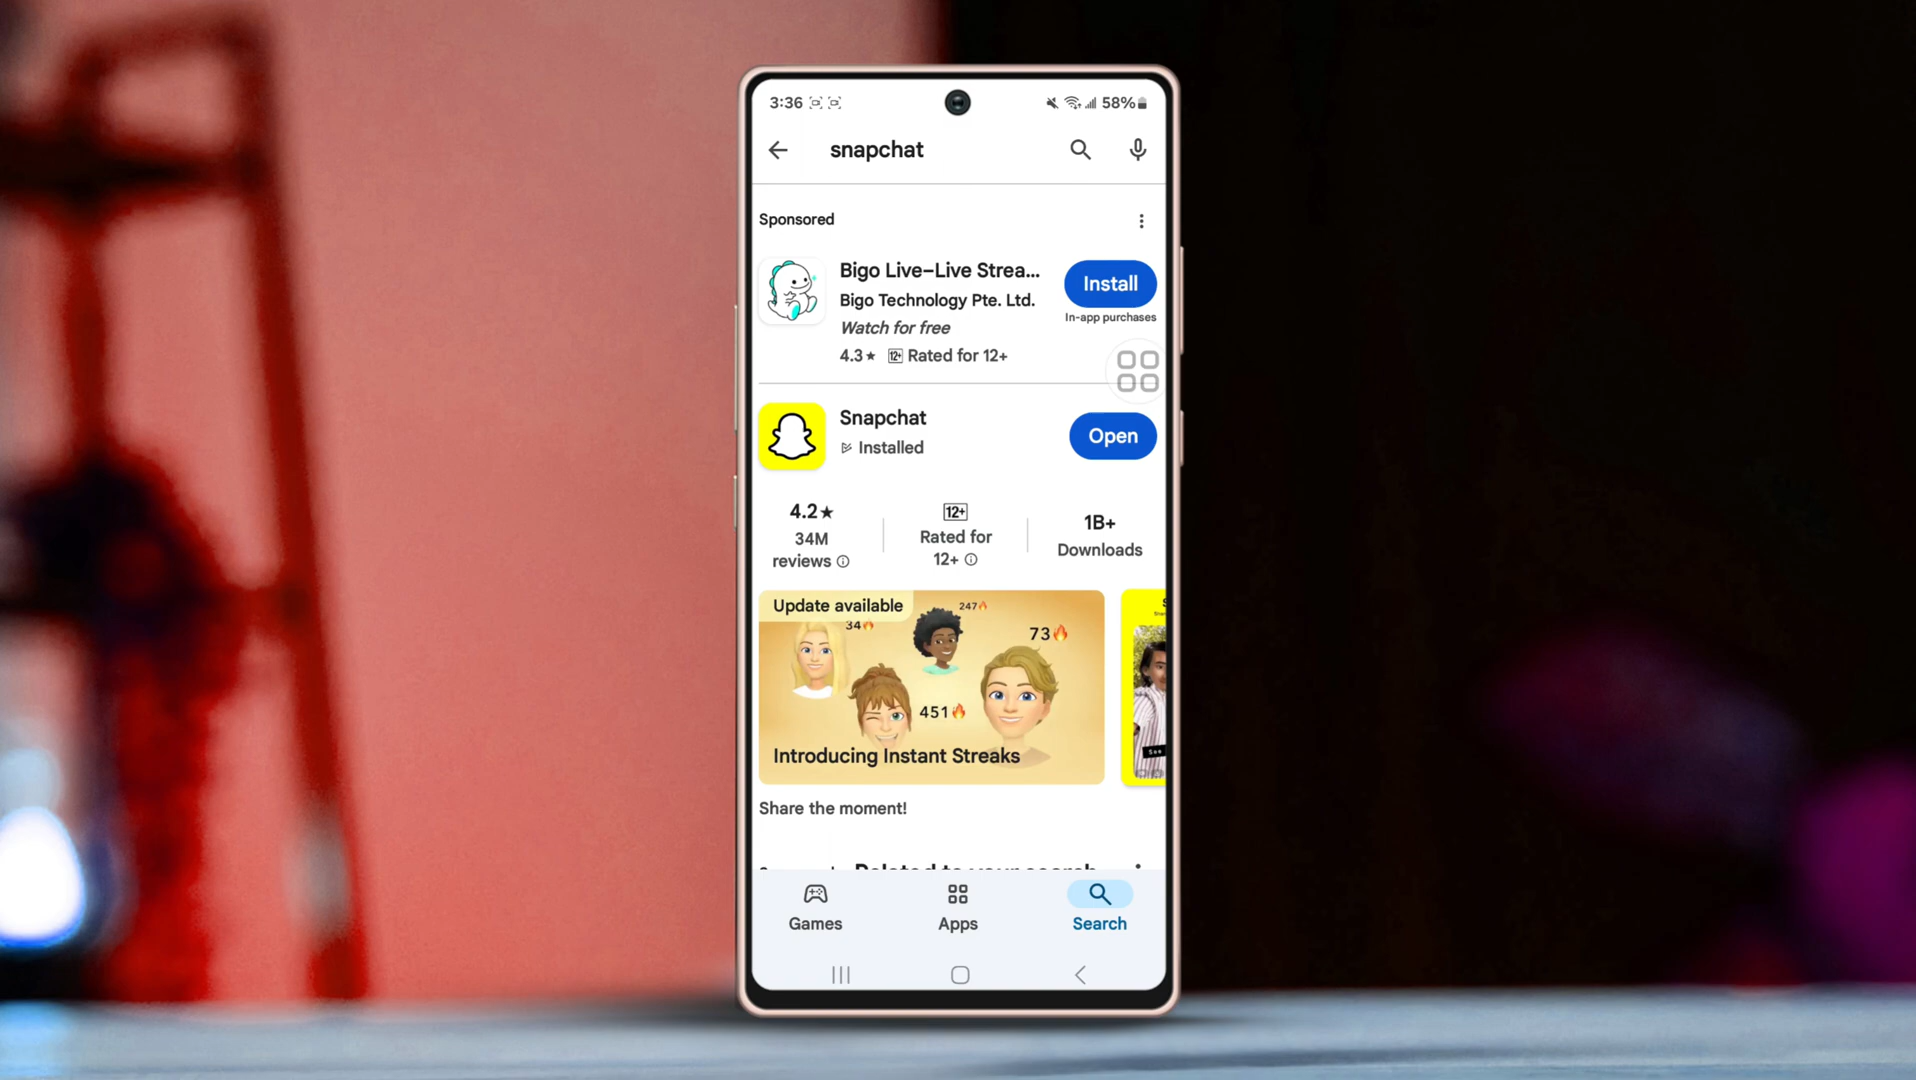 3:36
58%
snapchat
Sponsored
Bigo Live–Live Strea...
Install
Bigo Technology Pte. Ltd.
In-app purchases
Watch for free
4.3★ 12+ Rated for 12+
Snapchat
Installed
Open
4.2★
34M
reviews
12+
Rated for
12+
1B+
Downloads
Update available
247🔥
34🔥
73🔥
451🔥
Introducing Instant Streaks
See
Share the moment!
Related to your search
Games
Apps
Search